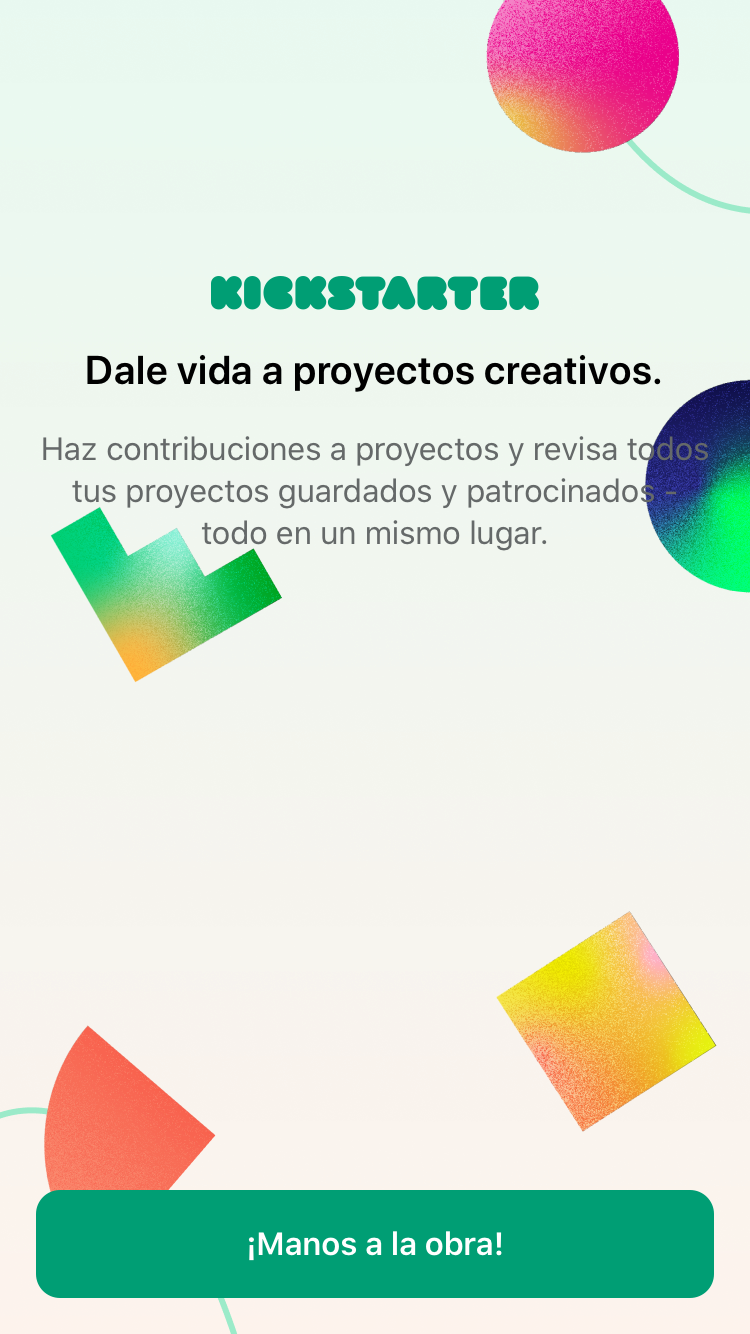 KICKSTARTER
Dale vida a proyectos creativos.
Haz contribuciones a proyectos y revisa todos
tus proyectos guardados y patrocinados -
todo en un mismo lugar.
¡Manos a la obra!